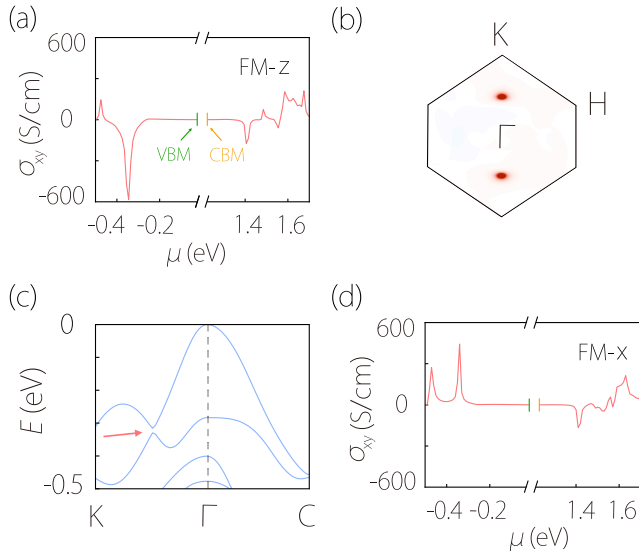 (a)
600
0
-600
σxy (S/cm)
FM-z
VBM
CBM
-0.4
-0.2
1.4
1.6
μ (eV)
(b)
K
H
Γ
(c)
0
-0.5
E (eV)
K
Γ
C
(d)
600
0
-600
σxy (S/cm)
FM-x
-0.4
-0.2
1.4
1.6
μ (eV)